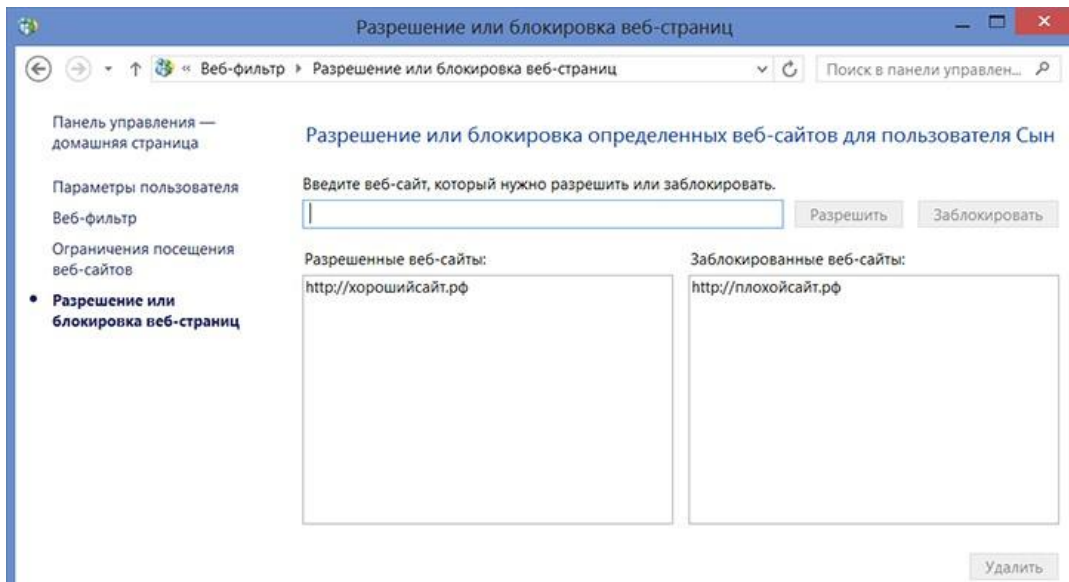 Разрешение или блокировка веб-страниц
« Веб-фильтр Разрешение или блокировка веб-страниц
Поиск в панели управлен...
Панель управления —
домашняя страница
Параметры пользователя
Веб-фильтр
Ограничения посещения
веб-сайтов
• Разрешение или
блокировка веб-страниц
Разрешение или блокировка определенных веб-сайтов для пользователя Сын
Введите веб-сайт, который нужно разрешить или заблокировать.
Разрешить Заблокировать
Разрешенные веб-сайты: Заблокированные веб-сайты:
http://хорошийсайт.рф http://плохойсайт.рф
Удалить